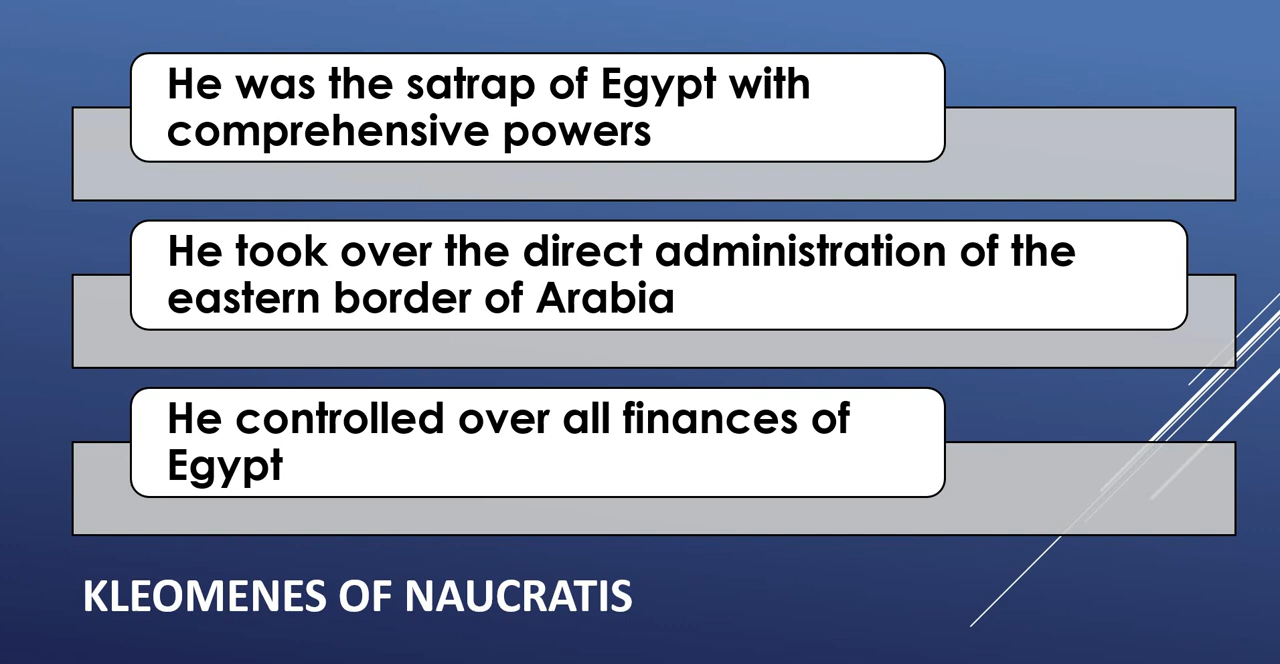 He was the satrap of Egypt with
comprehensive powers
He took over the direct administration of the
eastern border of Arabia
He controlled over all finances of
Egypt
KLEOMENES OF NAUCRATIS